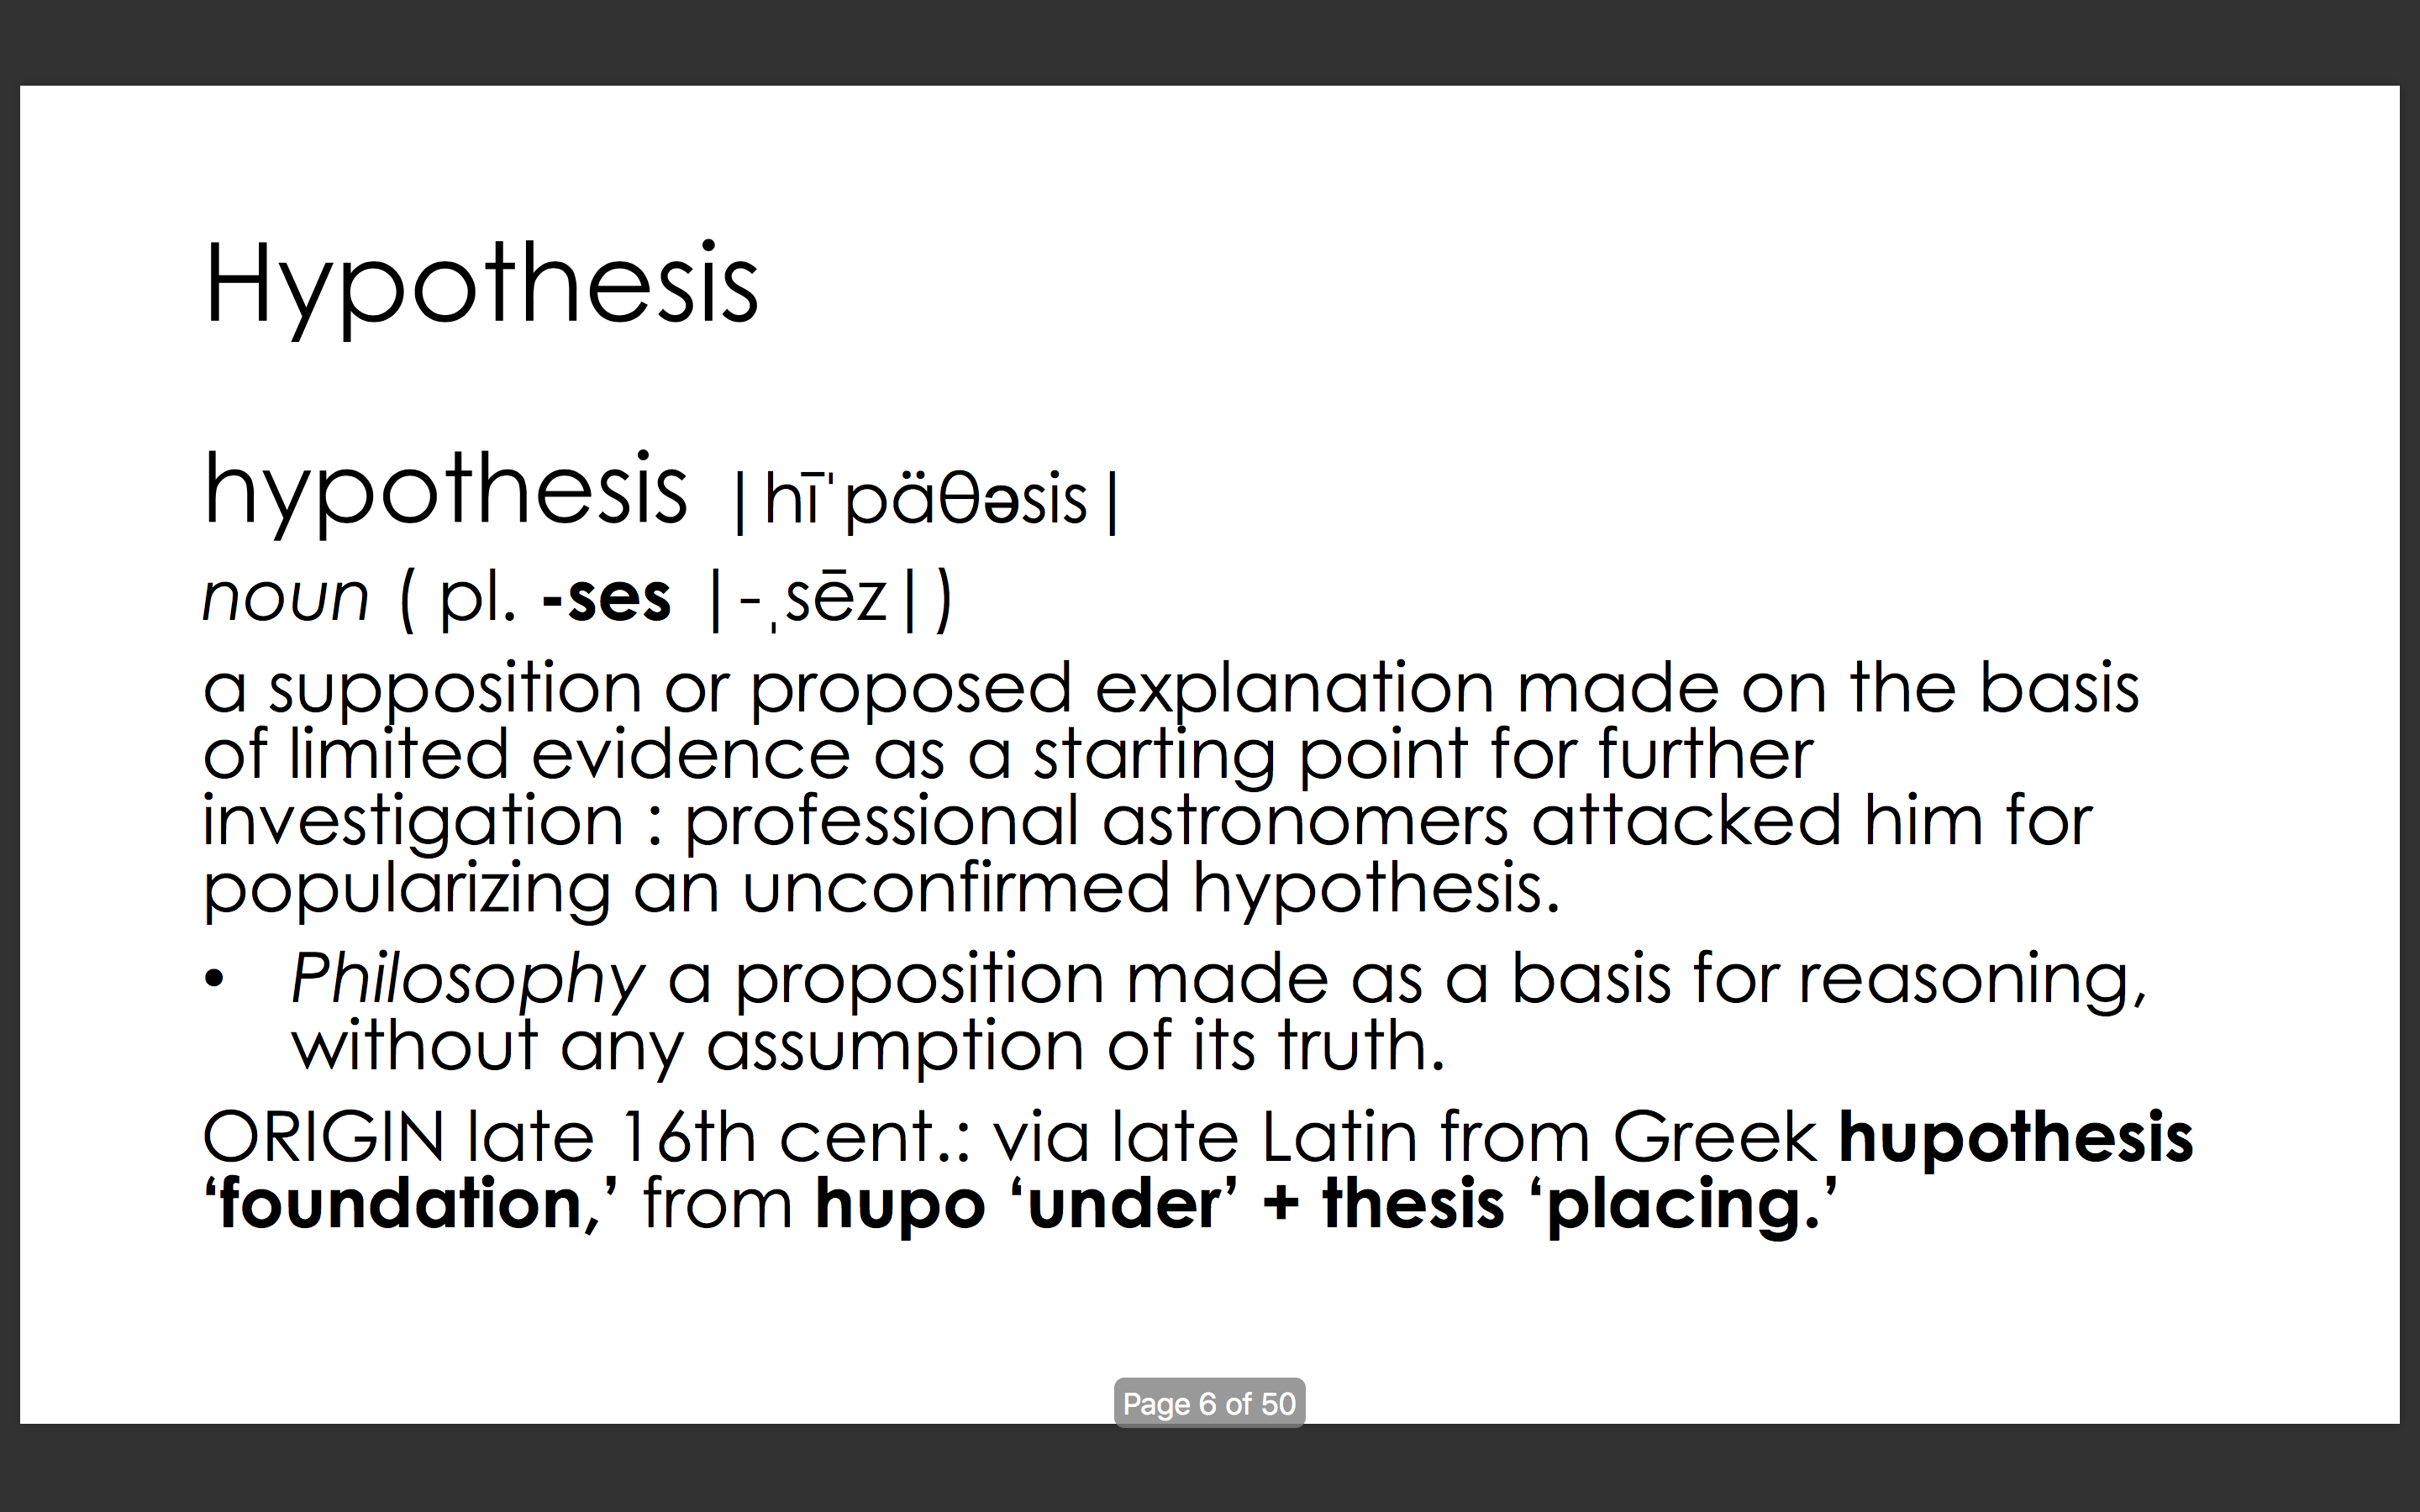 Hypothesis
hypothesis |hīˈpäθəsis|
noun ( pl. -ses |-ˌsēz|)
a supposition or proposed explanation made on the basis
of limited evidence as a starting point for further
investigation : professional astronomers attacked him for
popularizing an unconfirmed hypothesis.
• Philosophy a proposition made as a basis for reasoning,
without any assumption of its truth.
ORIGIN late 16th cent.: via late Latin from Greek hupothesis
‘foundation,’ from hupo ‘under’ + thesis ‘placing.’
Page 6 of 50